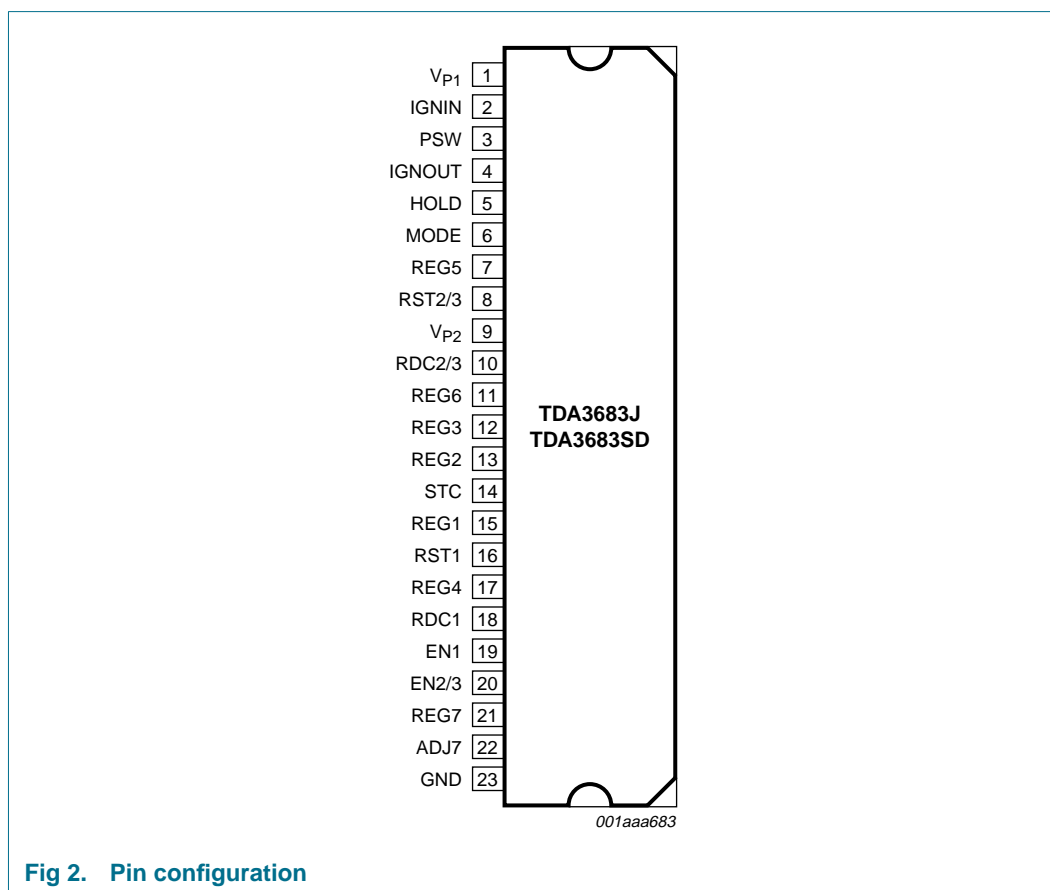 VP1 1
IGNIN 2
PSW 3
IGNOUT 4
HOLD 5
MODE 6
REG5 7
RST2/3 8
VP2 9
RDC2/3 10
REG6 11
REG3 12
REG2 13
STC 14
REG1 15
RST1 16
REG4 17
RDC1 18
EN1 19
EN2/3 20
REG7 21
ADJ7 22
GND 23
TDA3683J
TDA3683SD
001aaa683
Fig 2. Pin configuration